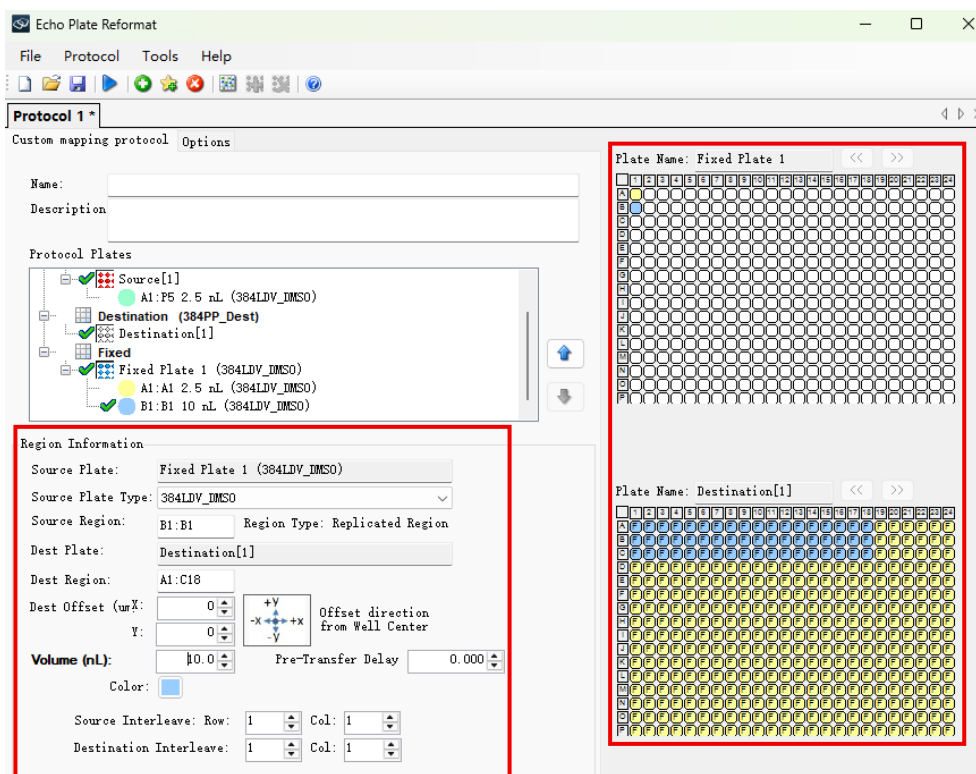 Echo Plate Reformat
File Protocol Tools Help
Protocol 1 *
Custom mapping protocol Options
Name:
Description
Protocol Plates
Source[1]
A1:P5 2.5 nL (384LDV_DMSO)
Destination (384PP_Dest)
Destination[1]
Fixed
Fixed Plate 1 (384LDV_DMSO)
A1:A1 2.5 nL (384LDV_DMSO)
B1:B1 10 nL (384LDV_DMSO)
Region Information
Source Plate: Fixed Plate 1 (384LDV_DMSO)
Source Plate Type: 384LDV_DMSO
Source Region: B1:B1 Region Type: Replicated Region
Dest Plate: Destination[1]
Dest Region: A1:C18
Dest Offset (um X: 0
Y: 0
+Y
-X +X
-Y
Offset direction
from Well Center
Volume (nL): 10.0 Pre-Transfer Delay 0.000
Color:
Source Interleave: Row: 1 Col: 1
Destination Interleave: 1 Col: 1
Plate Name: Fixed Plate 1 << >>
1 2 3 4 5 6 7 8 9 10 11 12 13 14 15 16 17 18 19 20 21 22 23 24
A
B
C
D
E
F
G
H
I
J
K
L
M
N
O
P
Plate Name: Destination[1] << >>
1 2 3 4 5 6 7 8 9 10 11 12 13 14 15 16 17 18 19 20 21 22 23 24
A F F F F F F F F F F F F F F F F F F F F F F F F
B F F F F F F F F F F F F F F F F F F F F F F F F
C F F F F F F F F F F F F F F F F F F F F F F F F
D F F F F F F F F F F F F F F F F F F F F F F F F
E F F F F F F F F F F F F F F F F F F F F F F F F
F F F F F F F F F F F F F F F F F F F F F F F F F
G F F F F F F F F F F F F F F F F F F F F F F F F
H F F F F F F F F F F F F F F F F F F F F F F F F
I F F F F F F F F F F F F F F F F F F F F F F F F
J F F F F F F F F F F F F F F F F F F F F F F F F
K F F F F F F F F F F F F F F F F F F F F F F F F
L F F F F F F F F F F F F F F F F F F F F F F F F
M F F F F F F F F F F F F F F F F F F F F F F F F
N F F F F F F F F F F F F F F F F F F F F F F F F
O F F F F F F F F F F F F F F F F F F F F F F F F
P F F F F F F F F F F F F F F F F F F F F F F F F